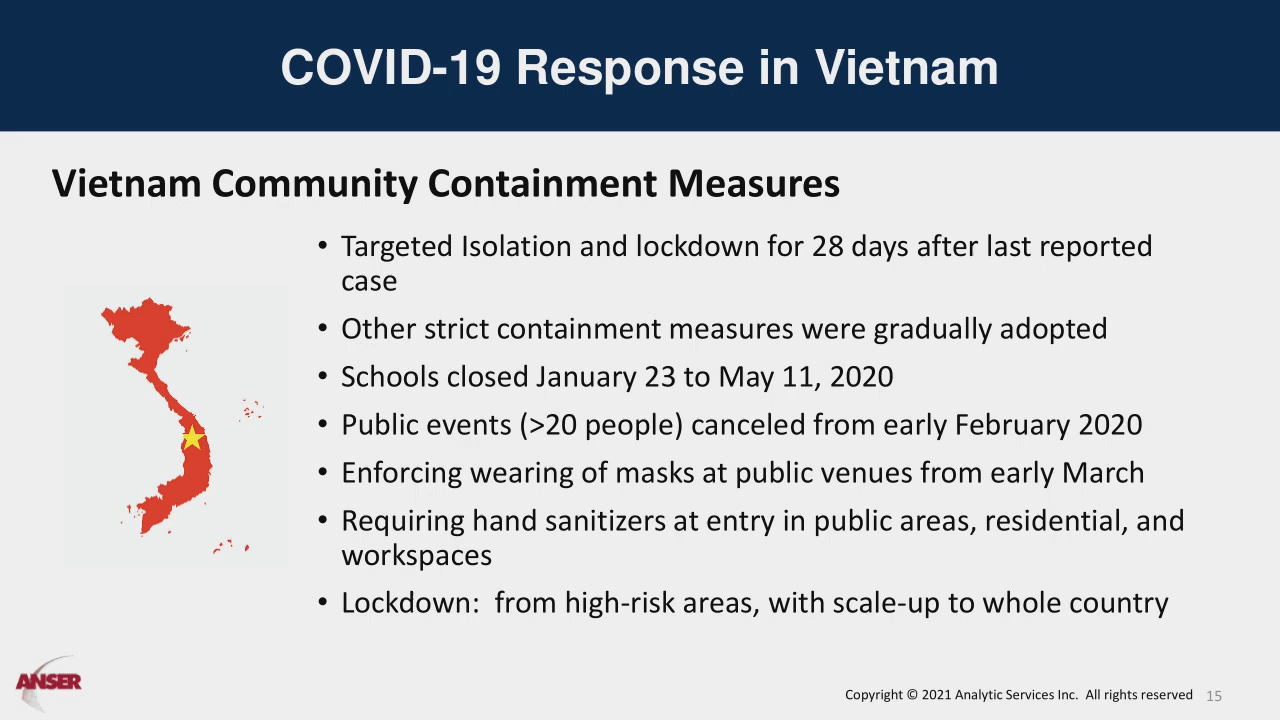 COVID-19 Response in Vietnam
Vietnam Community Containment Measures
• Targeted Isolation and lockdown for 28 days after last reported
case
• Other strict containment measures were gradually adopted
• Schools closed January 23 to May 11, 2020
• Public events (>20 people) canceled from early February 2020
• Enforcing wearing of masks at public venues from early March
• Requiring hand sanitizers at entry in public areas, residential, and
workspaces
• Lockdown:  from high-risk areas, with scale-up to whole country
ANSER
Copyright © 2021 Analytic Services Inc.  All rights reserved 15